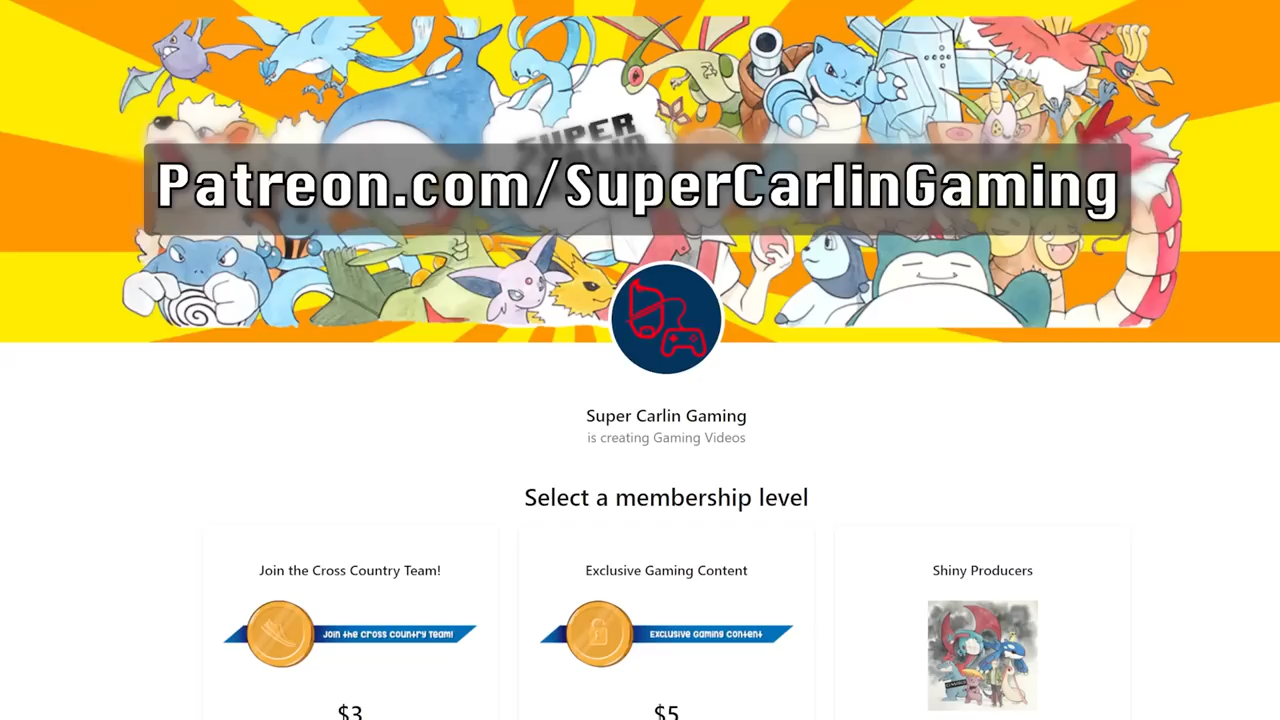 SUPER
Patreon.com/SuperCarlinGaming
Super Carlin Gaming
is creating Gaming Videos
Select a membership level
Join the Cross Country Team!
Exclusive Gaming Content
Shiny Producers
Join the Cross Country Team!
Exclusive Gaming Content
$3
$5